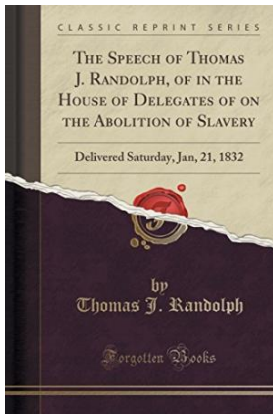 CLASSIC REPRINT SERIES
THE SPEECH OF THOMAS
J. RANDOLPH, OF IN THE
HOUSE OF DELEGATES OF ON
THE ABOLITION OF SLAVERY
Delivered Saturday, Jan, 21, 1832
by
Thomas J. Randolph
Forgotten Books